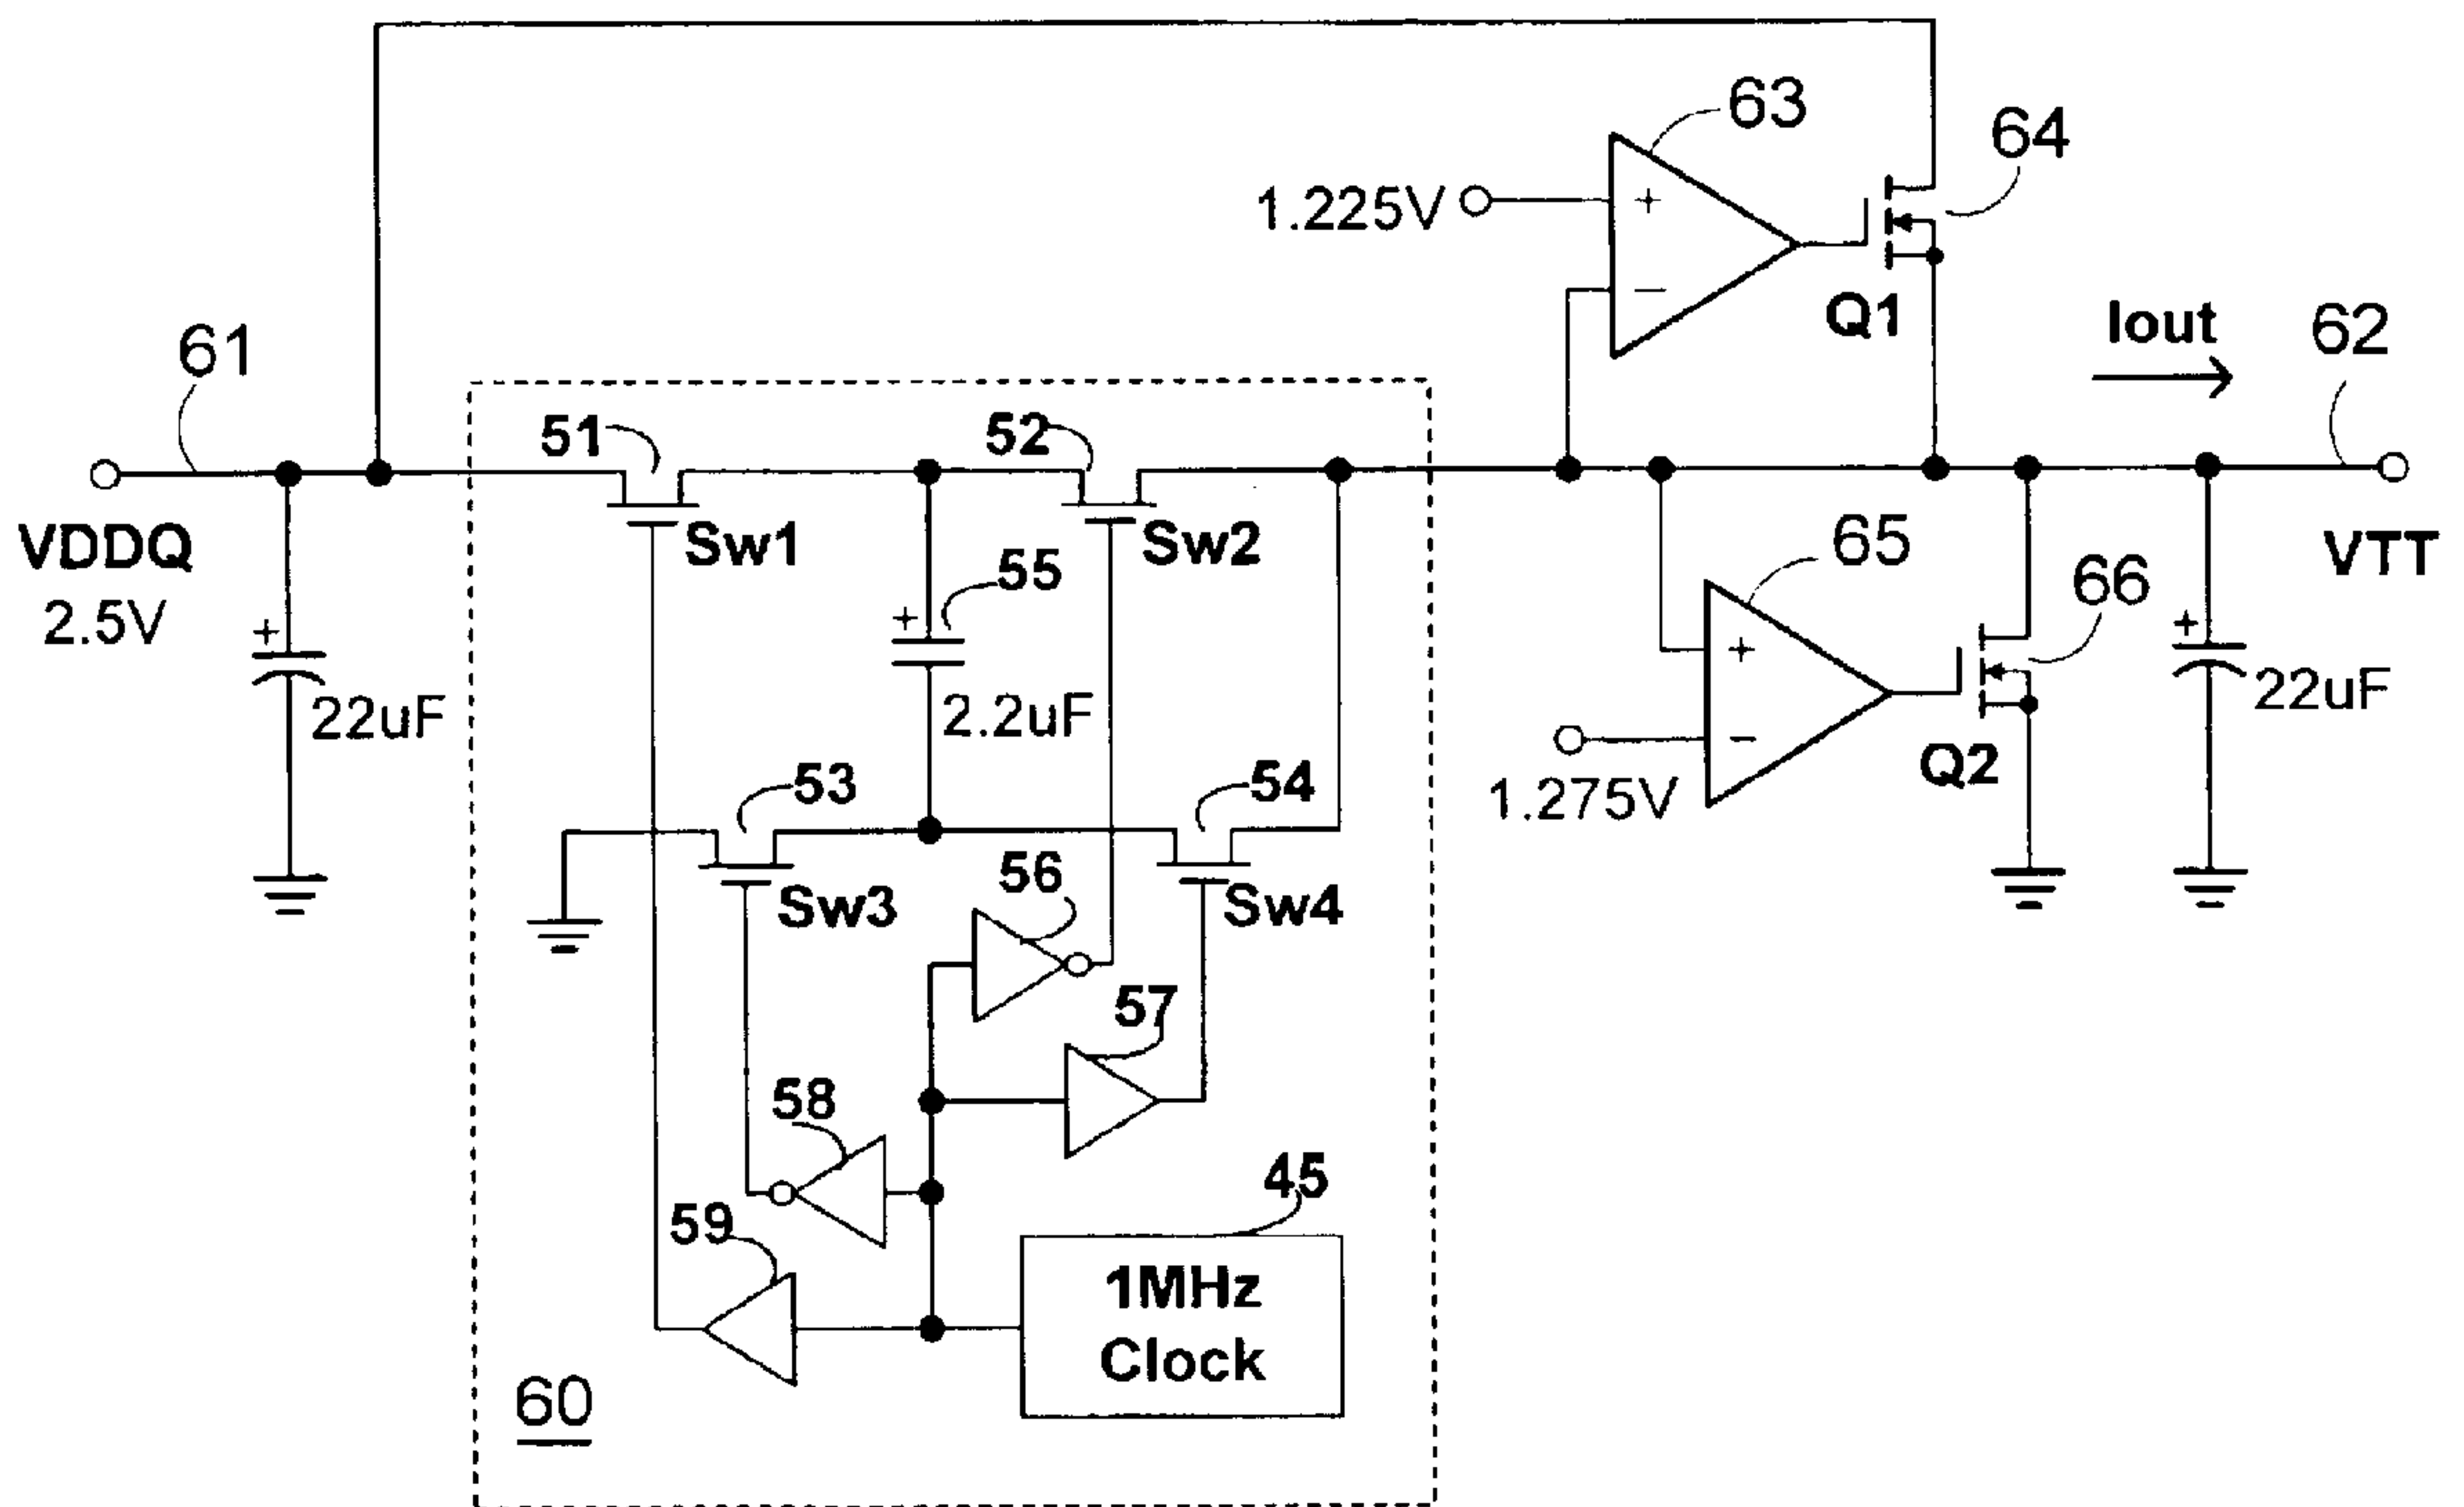 63
64
1.225V
+
−
Q1
Iout
62
61
51
52
Sw1
Sw2
VDDQ
2.5V
+
22uF
55
+
2.2uF
65
66
VTT
+
−
+
22uF
1.275V
Q2
53
54
Sw3
Sw4
56
57
58
59
45
1MHz
Clock
60